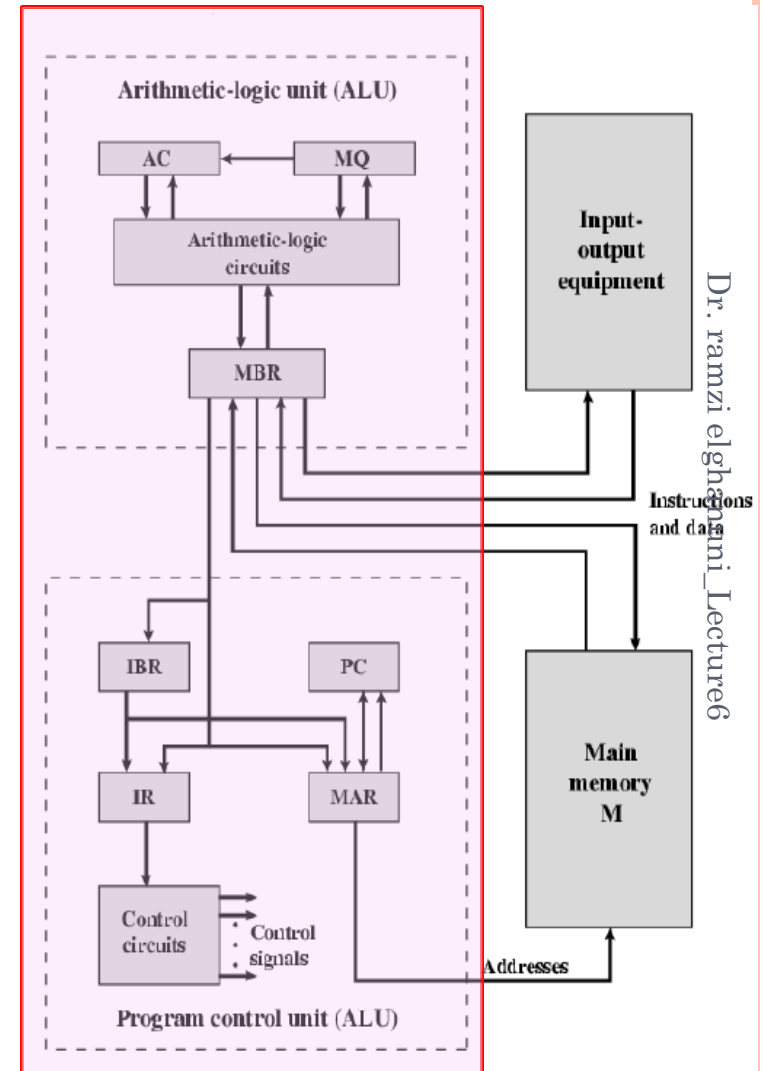 Arithmetic-logic unit (ALU)
AC
MQ
Arithmetic-logic
circuits
MBR
Input-
output
equipment
Instructions
and data
IBR
PC
IR
MAR
Main
memory
M
Control
circuits
Control
signals
Addresses
Program control unit (ALU)
Dr. ramzi elghanuni_Lecture6